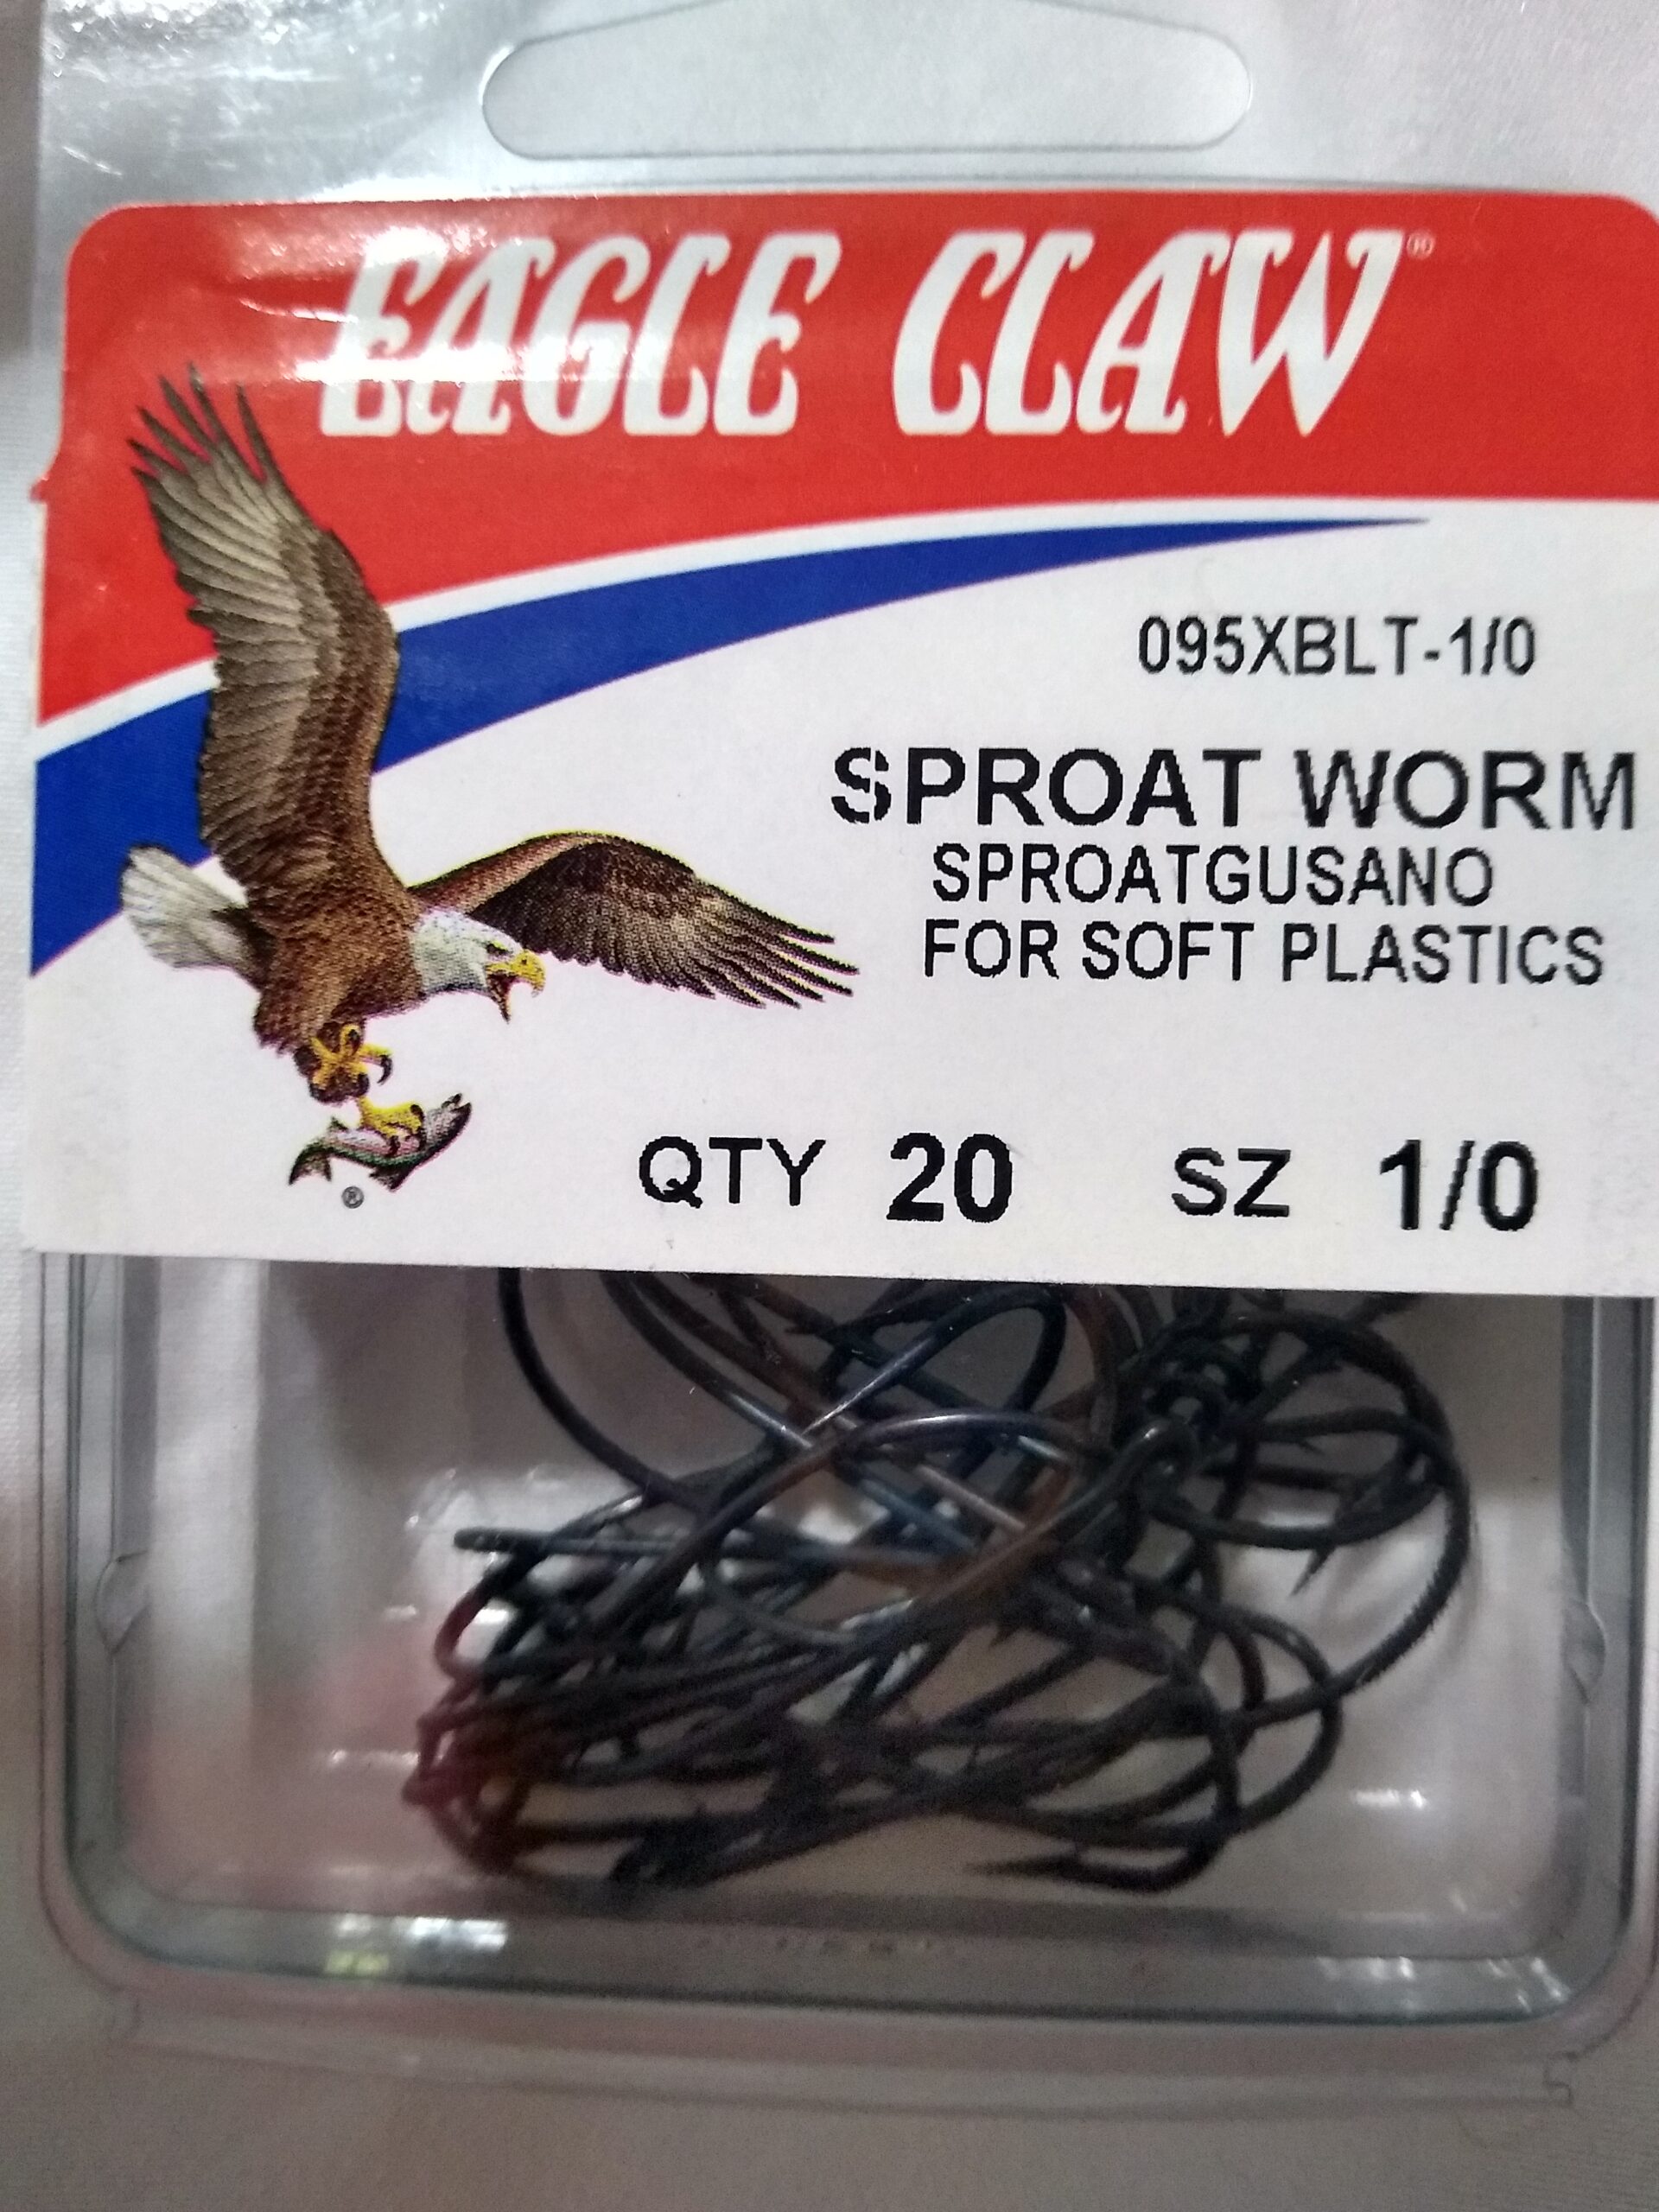 EAGLE CLAW®
095XBLT-1/0
SPROAT WORM
SPROATGUSANO
FOR SOFT PLASTICS
®
QTY 20 SZ 1/0